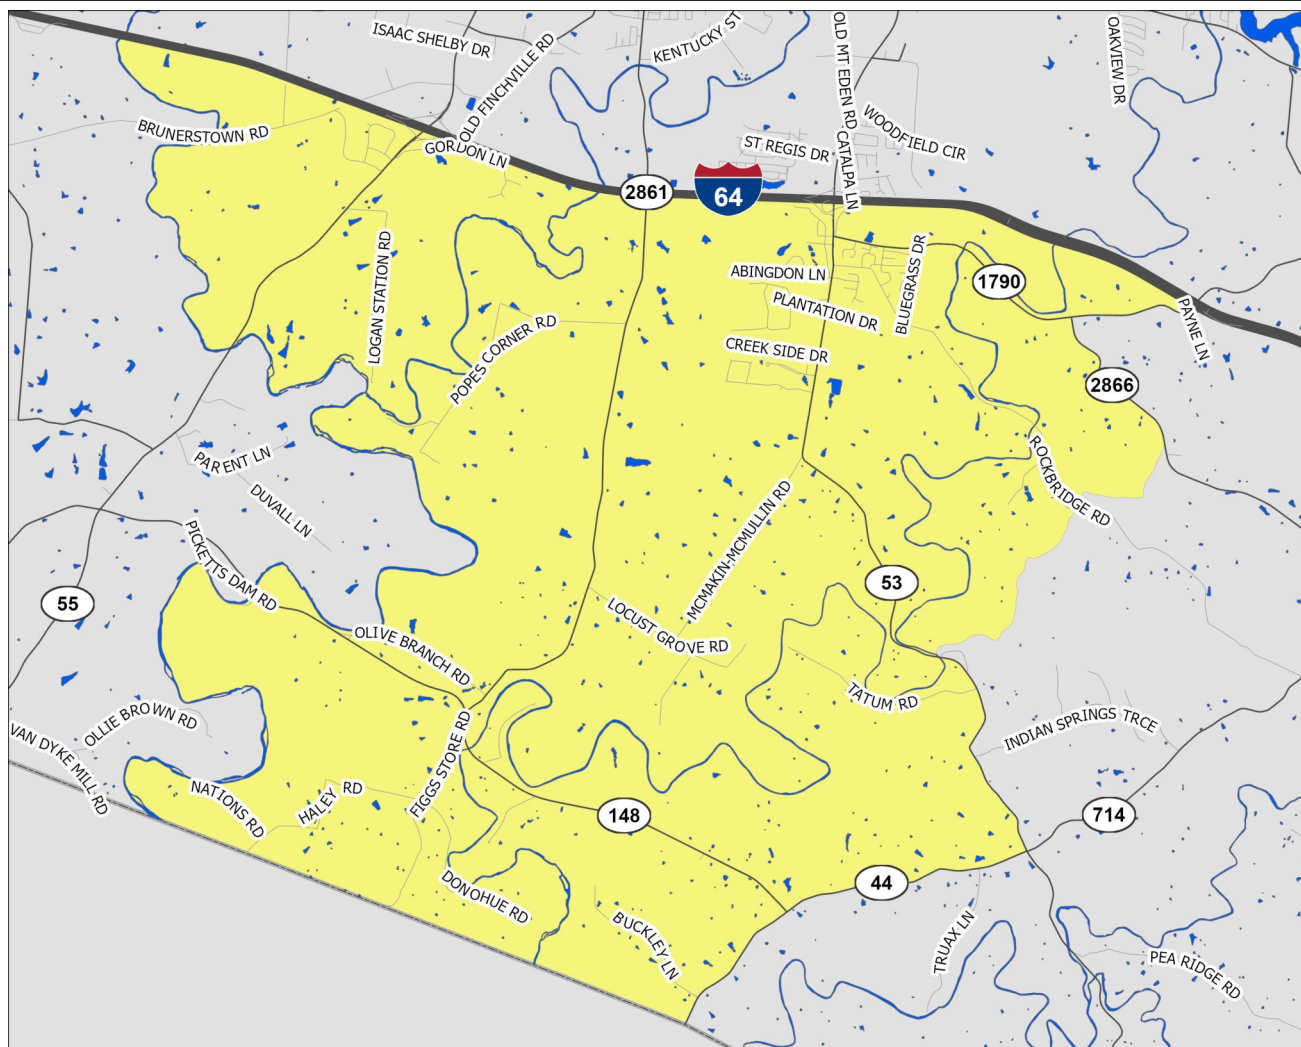 ISAAC SHELBY DR
OLD FINCHVILLE RD
KENTUCKY ST
OLD MT EDEN RD
OAKVIEW DR
BRUNERSTOWN RD
GORDON LN
ST REGIS DR
CATALPA LN
WOODFIELD CIR
2861
64
LOGAN STATION RD
ABINGDON LN
BLUEGRASS DR
1790
PLANTATION DR
PAYNE LN
POPES CORNER RD
CREEK SIDE DR
2866
PARENT LN
ROCKBRIDGE RD
DUVALL LN
MCMAKIN-MCMULLIN RD
PICKETTS DAM RD
53
55
LOCUST GROVE RD
OLIVE BRANCH RD
TATUM RD
OLLIE BROWN RD
INDIAN SPRINGS TRCE
VAN DYKE MILL RD
FIGGS STORE RD
NATIONS RD
HALEY RD
148
714
44
DONOHUE RD
BUCKLEY LN
TRUAX LN
PEA RIDGE RD